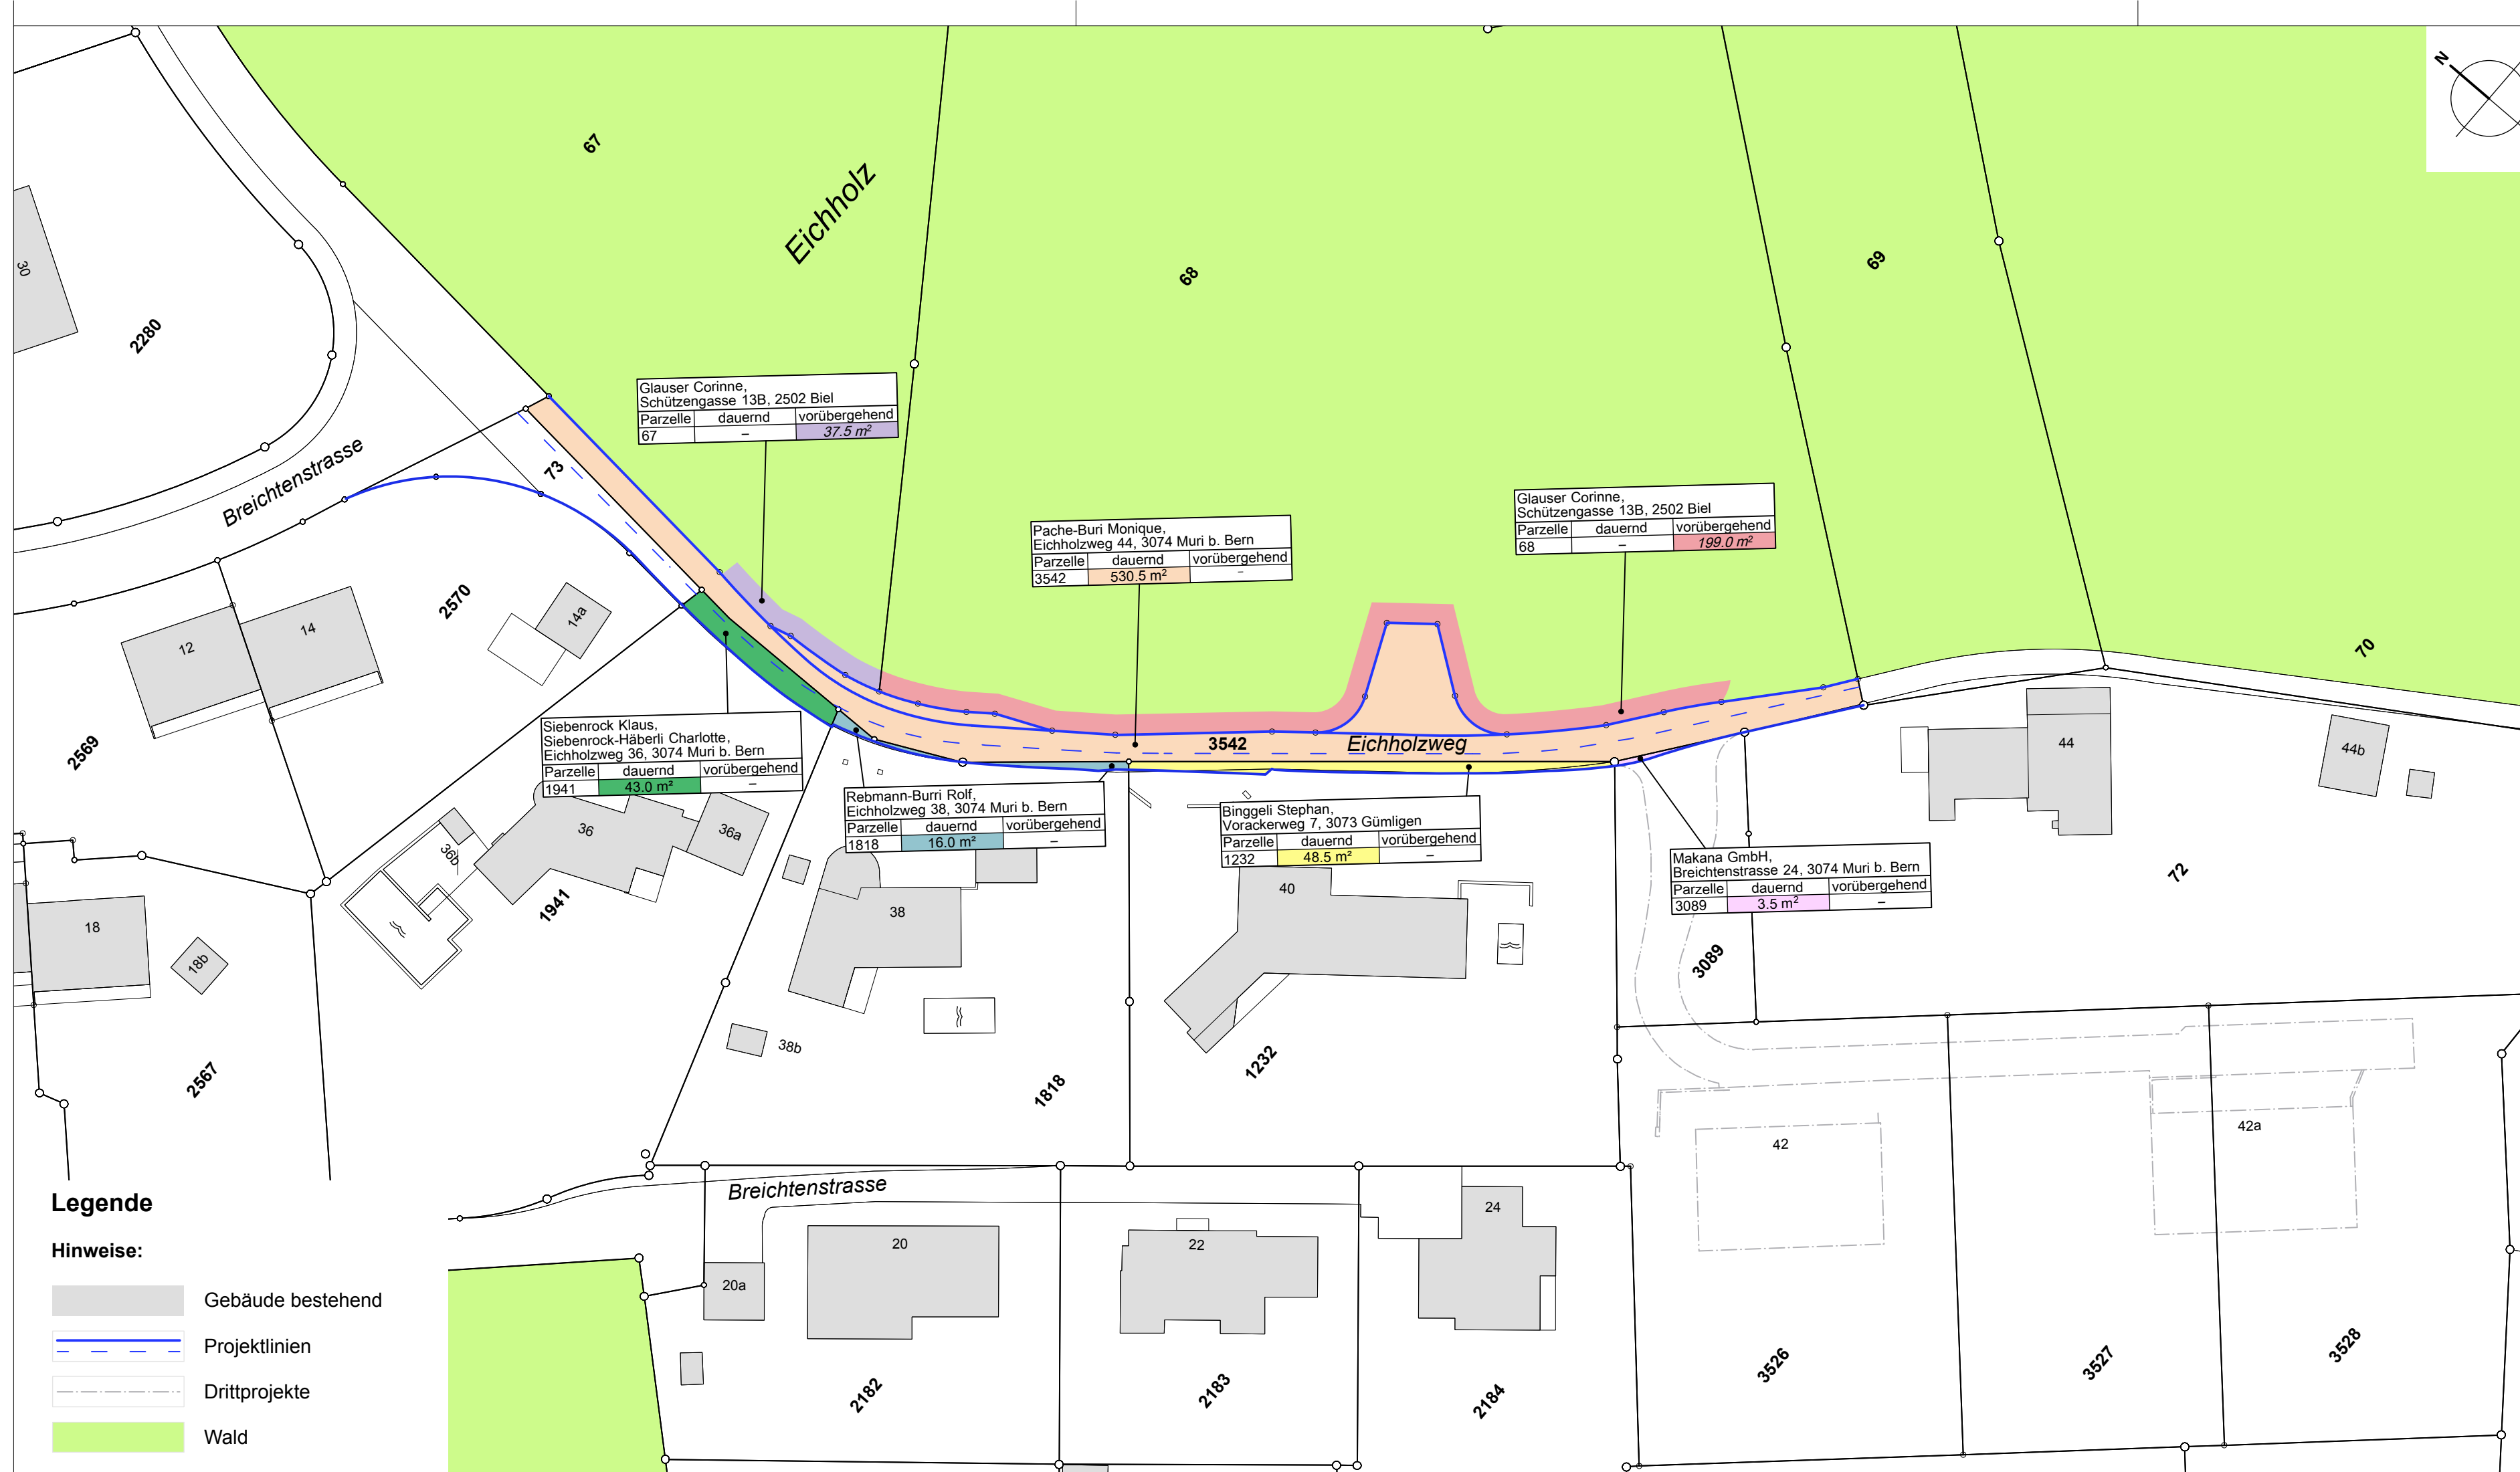 N
67
Eichholz
68
69
70
30
2280
Breichtenstrasse
73
Glauser Corinne,
Schützengasse 13B, 2502 Biel
Parzelle dauernd vorübergehend
67 – 37.5 m²
Pache-Buri Monique,
Eichholzweg 44, 3074 Muri b. Bern
Parzelle dauernd vorübergehend
3542 530.5 m² –
Glauser Corinne,
Schützengasse 13B, 2502 Biel
Parzelle dauernd vorübergehend
68 – 199.0 m²
12
14
14a
2570
2569
3542
Eichholzweg
Siebenrock Klaus,
Siebenrock-Häberli Charlotte,
Eichholzweg 36, 3074 Muri b. Bern
Parzelle dauernd vorübergehend
1941 43.0 m² –
Rebmann-Burri Rolf,
Eichholzweg 38, 3074 Muri b. Bern
Parzelle dauernd vorübergehend
1818 16.0 m² –
Binggeli Stephan,
Vorackerweg 7, 3073 Gümligen
Parzelle dauernd vorübergehend
1232 48.5 m² –
Makana GmbH,
Breichtenstrasse 24, 3074 Muri b. Bern
Parzelle dauernd vorübergehend
3089 3.5 m² –
44
44b
72
36
36a
36b
1941
38
40
18
18b
3089
38b
2567
1818
1232
42
42a
Breichtenstrasse
20
20a
22
24
2182
2183
2184
3526
3527
3528
Legende
Hinweise:
Gebäude bestehend
Projektlinien
Drittprojekte
Wald